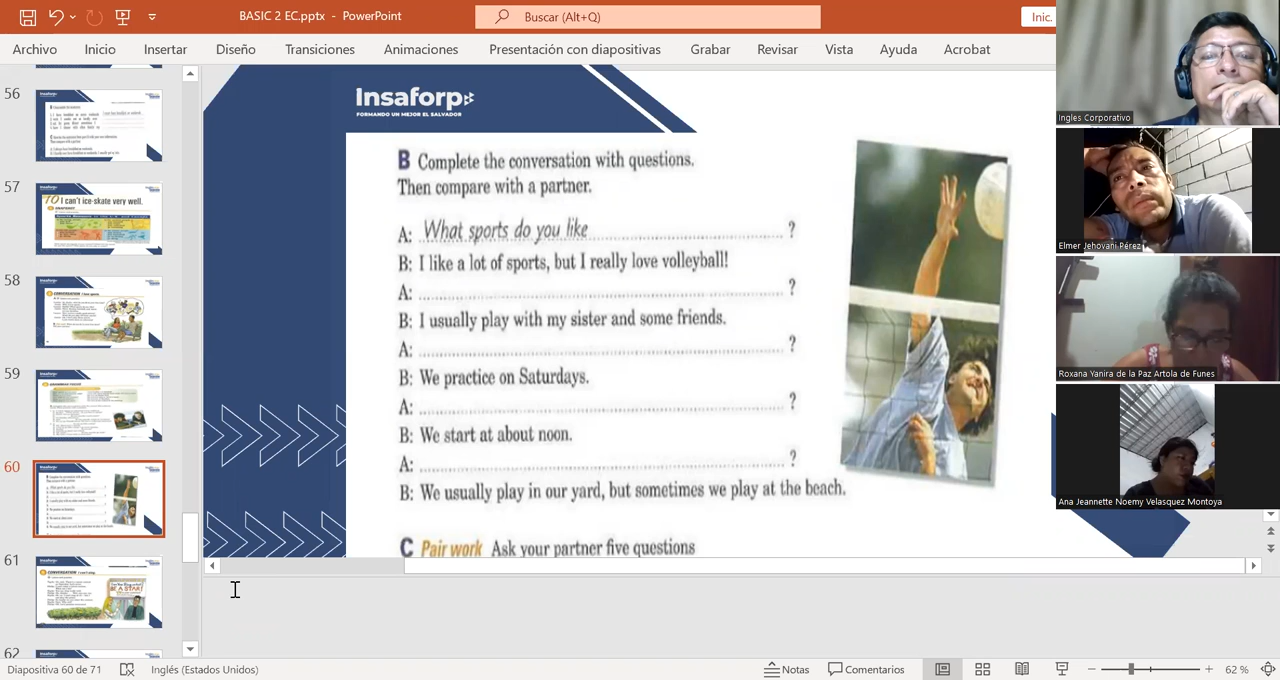 BASIC 2 EC.pptx - PowerPoint
Buscar (Alt+Q)
Inic.
Archivo Inicio Insertar Diseño Transiciones Animaciones Presentación con diapositivas Grabar Revisar Vista Ayuda Acrobat
56
57
10 I can't ice-skate very well.
58
59
60
61
62
Insaforp
FORMANDO UN MEJOR EL SALVADOR
B Complete the conversation with questions.
Then compare with a partner.
A: What sports do you like ?
B: I like a lot of sports, but I really love volleyball!
A: ?
B: I usually play with my sister and some friends.
A: ?
B: We practice on Saturdays.
A: ?
B: We start at about noon.
A: ?
B: We usually play in our yard, but sometimes we play at the beach.
C Pair work Ask your partner five questions
Ingles Corporativo
Elmer Jehovani Pérez
Roxana Yanira de la Paz Artola de Funes
Ana Jeannette Noemy Velasquez Montoya
Diapositiva 60 de 71 Inglés (Estados Unidos) Notas Comentarios 62 %